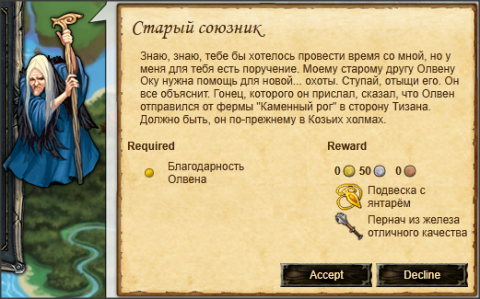 Старый союзник
Знаю, знаю, тебе бы хотелось провести время со мной, но у
меня для тебя есть поручение. Моему старому другу Олвену
Оку нужна помощь для новой... охоты. Ступай, отыщи его. Он
все объяснит. Гонец, которого он прислал, сказал, что Олвен
отправился от фермы "Каменный рог" в сторону Тизана.
Должно быть, он по-прежнему в Козьих холмах.
Required
Благодарность
Олвена
Reward
0 50 0
Подвеска с
янтарём
Пернач из железа
отличного качества
Accept
Decline